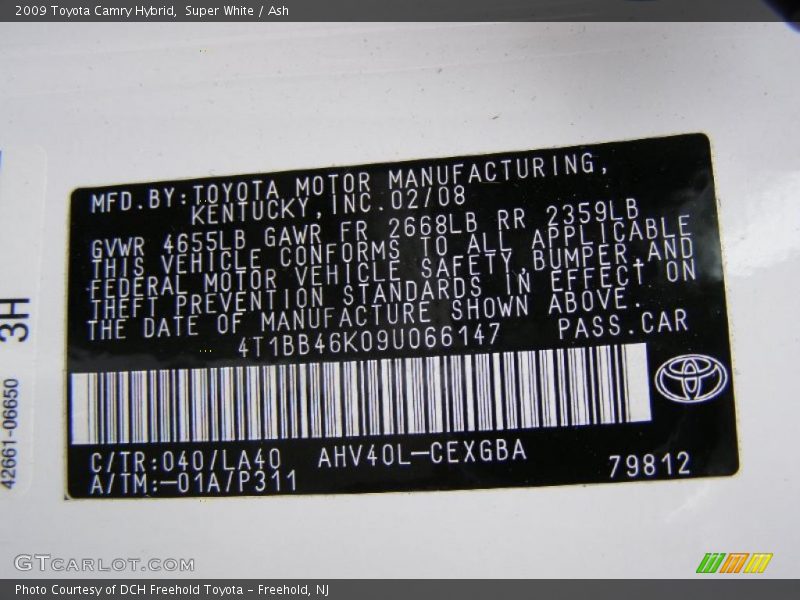 2009 Toyota Camry Hybrid, Super White / Ash
MFD.BY:TOYOTA MOTOR MANUFACTURING,
KENTUCKY,INC.02/08
GVWR 4655LB GAWR FR 2668LB RR 2359LB
THIS VEHICLE CONFORMS TO ALL APPLICABLE
FEDERAL MOTOR VEHICLE SAFETY,BUMPER,AND
THEFT PREVENTION STANDARDS IN EFFECT ON
THE DATE OF MANUFACTURE SHOWN ABOVE.
4T1BB46K09U066147 PASS.CAR
C/TR:040/LA40 AHV40L-CEXGBA
A/TM:-01A/P311 79812
3H
42661-06650
GTCARLOT.COM
Photo Courtesy of DCH Freehold Toyota - Freehold, NJ